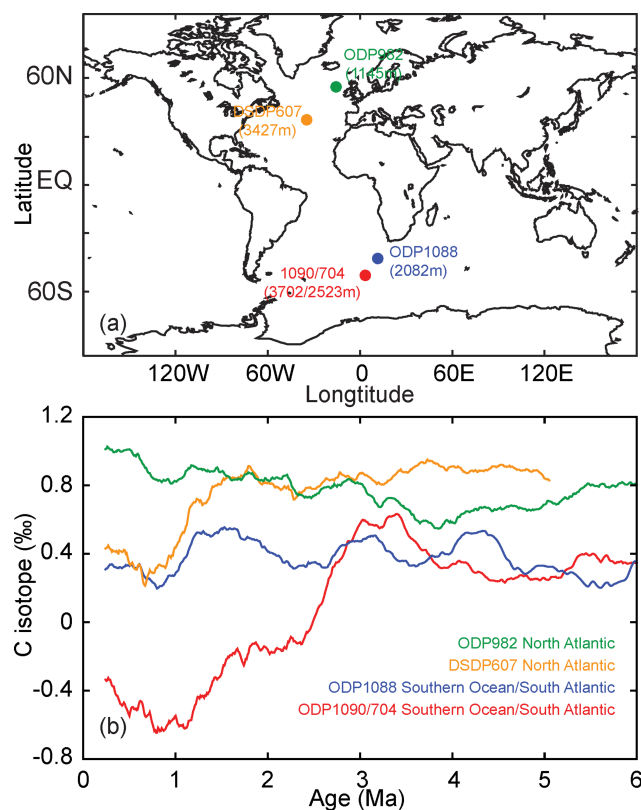 ODP982
(1145m)
60N
DSDP607
(3427m)
Latitude
EQ
ODP1088
(2082m)
1090/704
(3702/2523m)
60S
(a)
120W 60W 0 60E 120E
Longtitude
1.2
0.8
0.4
0
-0.4
-0.8
C isotope (‰)
ODP982 North Atlantic
DSDP607 North Atlantic
ODP1088 Southern Ocean/South Atlantic
ODP1090/704 Southern Ocean/South Atlantic
(b)
0 1 2 3 4 5 6
Age (Ma)